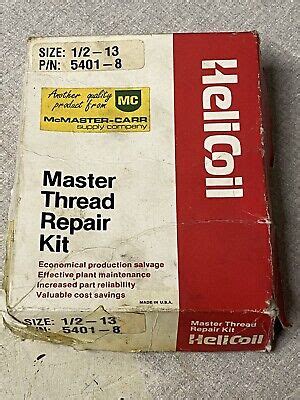 SIZE: 1/2-13
P/N: 5401-8
Another quality
product from
MC
McMASTER-CARR
supply company
HeliCoil
Master
Thread
Repair
Kit
Economical production salvage
Effective plant maintenance
Increased part reliability
Valuable cost savings
MADE IN U.S.A.
SIZE: 1/2-13
5401-8
Master Thread
Repair Kit
HeliCoil